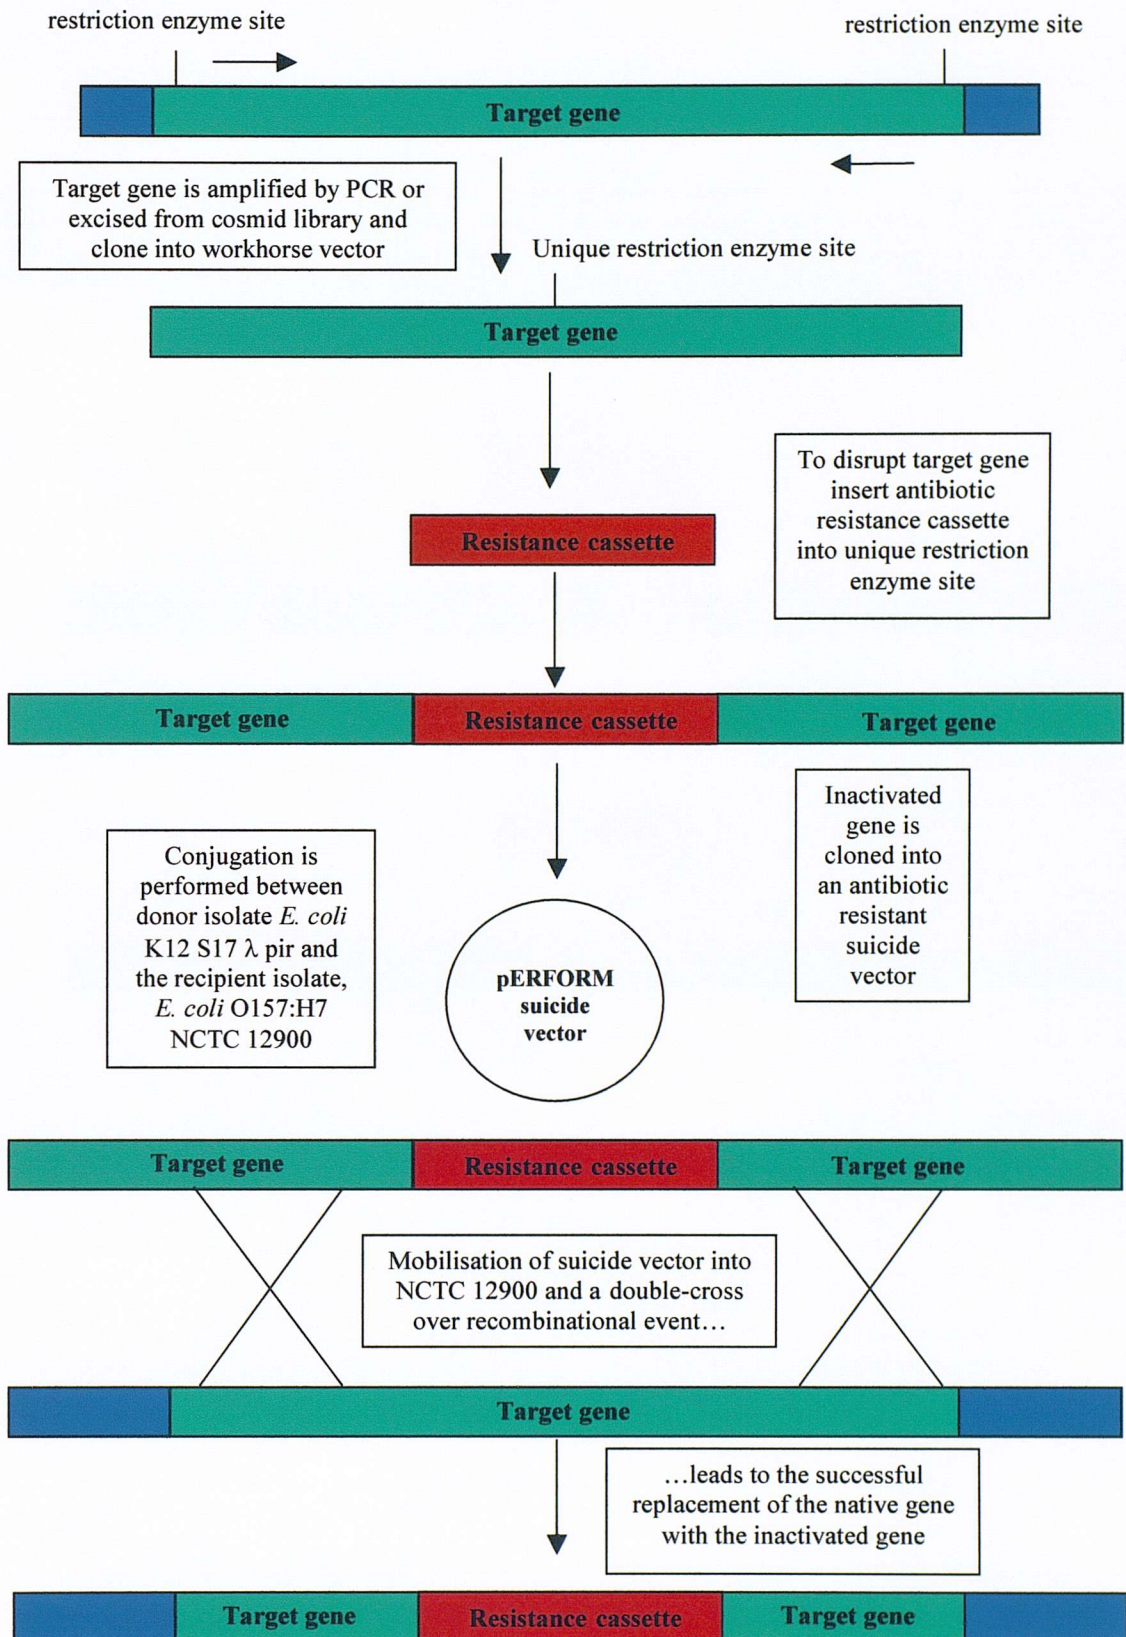 restriction enzyme site
restriction enzyme site
Target gene
Target gene is amplified by PCR or
excised from cosmid library and
clone into workhorse vector
Unique restriction enzyme site
Target gene
To disrupt target gene
insert antibiotic
resistance cassette
into unique restriction
enzyme site
Resistance cassette
Target gene
Resistance cassette
Target gene
Inactivated
gene is
cloned into
an antibiotic
resistant
suicide
vector
Conjugation is
performed between
donor isolate E. coli
K12 S17 λ pir and
the recipient isolate,
E. coli O157:H7
NCTC 12900
pERFORM
suicide
vector
Target gene
Resistance cassette
Target gene
Mobilisation of suicide vector into
NCTC 12900 and a double-cross
over recombinational event…
Target gene
…leads to the successful
replacement of the native gene
with the inactivated gene
Target gene
Resistance cassette
Target gene